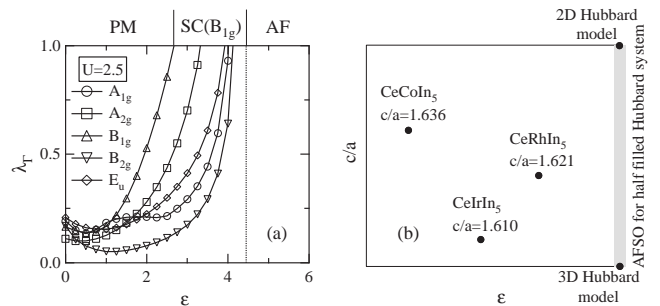 PM
SC(B1g)
AF
1.0
0.5
0.0
λT
U=2.5
A1g
A2g
B1g
B2g
Eu
(a)
0
2
4
6
ε
2D Hubbard
model
CeCoIn5
c/a=1.636
CeRhIn5
c/a=1.621
CeIrIn5
c/a=1.610
(b)
c/a
ε
3D Hubbard
model
AFSO for half filled Hubbard system